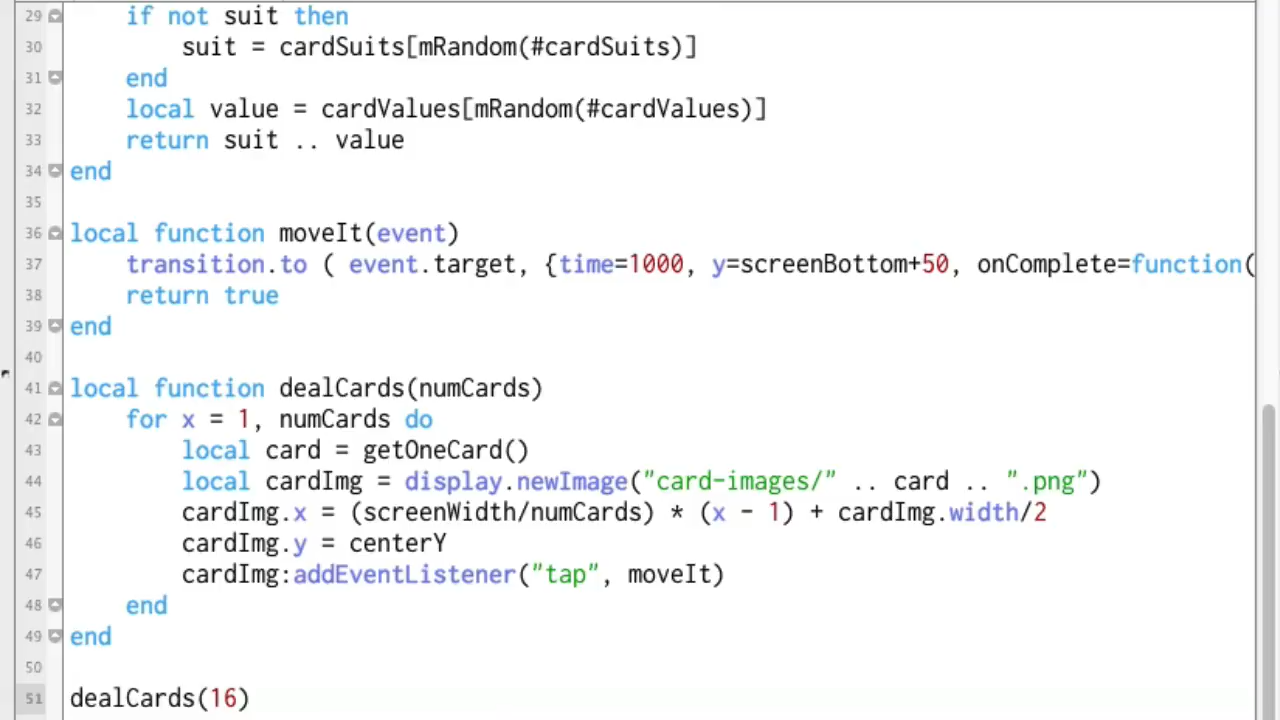 29 if not suit then
30 suit = cardSuits[mRandom(#cardSuits)]
31 end
32 local value = cardValues[mRandom(#cardValues)]
33 return suit .. value
34 end
35
36 local function moveIt(event)
37 transition.to ( event.target, {time=1000, y=screenBottom+50, onComplete=function(
38 return true
39 end
40
41 local function dealCards(numCards)
42 for x = 1, numCards do
43 local card = getOneCard()
44 local cardImg = display.newImage("card-images/" .. card .. ".png")
45 cardImg.x = (screenWidth/numCards) * (x - 1) + cardImg.width/2
46 cardImg.y = centerY
47 cardImg:addEventListener("tap", moveIt)
48 end
49 end
50
51 dealCards(16)